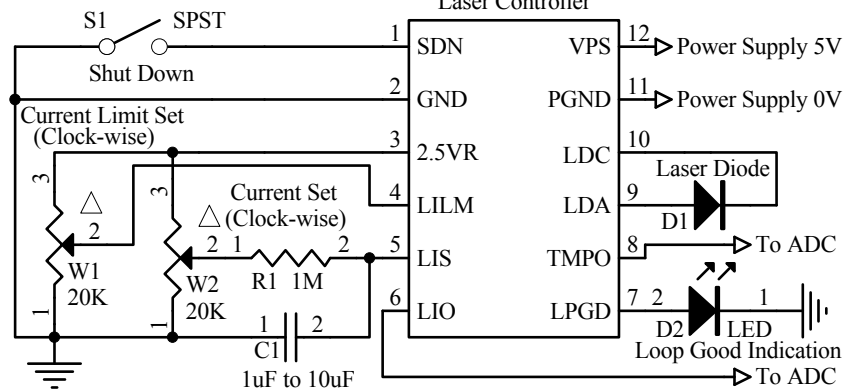 Laser Controller
S1 SPST
Shut Down
1 SDN VPS 12 Power Supply 5V
2 GND PGND 11 Power Supply 0V
Current Limit Set
(Clock-wise)
3 2.5VR LDC 10
Laser Diode
3 3
4 LILM LDA 9 D1
Current Set
(Clock-wise)
2 2 1 R1 1M 2
5 LIS TMPO 8 To ADC
W1
20K
W2
20K
6 LIO LPGD 7 2 1
D2 LED
Loop Good Indication
1 1
1 2
C1
1uF to 10uF
To ADC